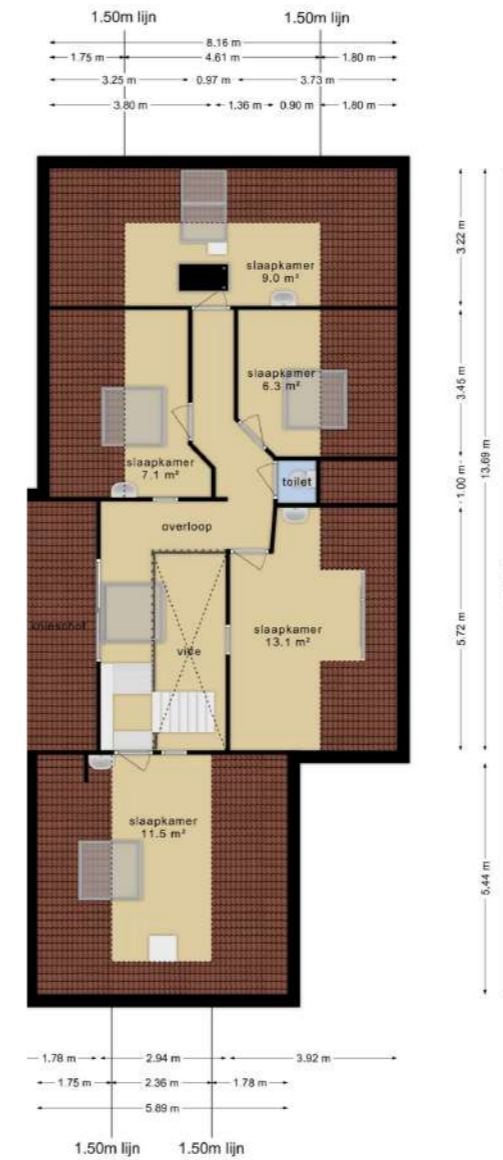 1.50m lijn 1.50m lijn
8.16 m
1.75 m 4.61 m 1.80 m
3.25 m 0.97 m 3.73 m
3.80 m 1.36 m 0.90 m 1.80 m
slaapkamer
9.0 m²
3.22 m
slaapkamer
6.3 m²
3.45 m
slaapkamer
7.1 m²
toilet
1.00 m
13.69 m
overloop
knieschot
vide
slaapkamer
13.1 m²
5.72 m
slaapkamer
11.5 m²
5.44 m
1.78 m 2.94 m 3.92 m
1.75 m 2.36 m 1.78 m
5.89 m
1.50m lijn 1.50m lijn